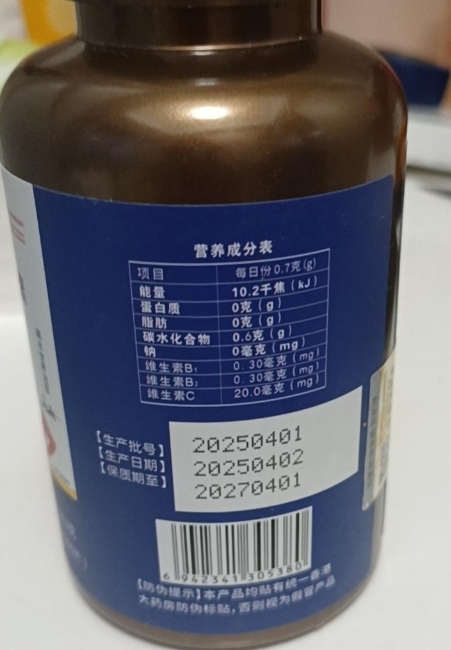 营养成分表
项目 每日份0.7克(g)
能量 10.2千焦(kJ)
蛋白质 0克(g)
脂肪 0克(g)
碳水化合物 0.6克(g)
钠 0毫克(mg)
维生素B₁ 0.30毫克(mg)
维生素B₂ 0.30毫克(mg)
维生素C 20.0毫克(mg)
【生产批号】 20250401
【生产日期】 20250402
【保质期至】 20270401
6 942341 305380
【防伪提示】本产品均贴有统一香港
大药房防伪标贴,否则视为假冒产品